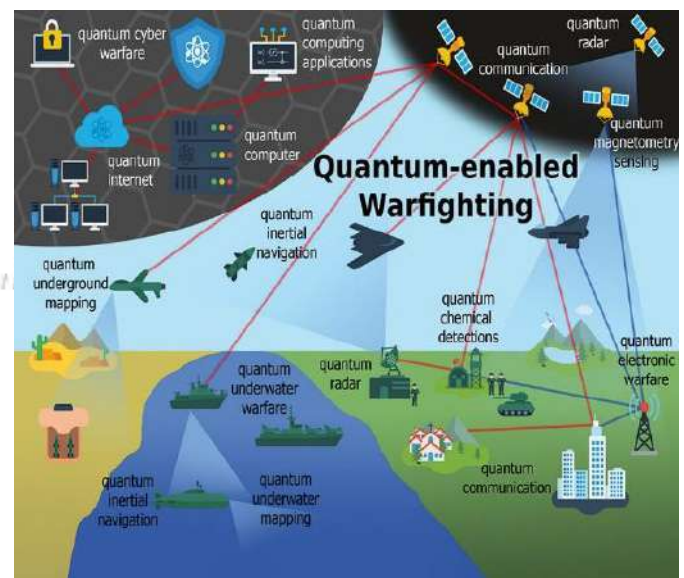 quantum cyber
warfare
quantum
computing
applications
quantum
communication
quantum
radar
quantum
internet
quantum
computer
quantum
magnetometry
sensing
Quantum-enabled
Warfighting
quantum
underground
mapping
quantum
inertial
navigation
quantum
chemical
detections
quantum
radar
quantum
electronic
warfare
quantum
underwater
warfare
quantum
inertial
navigation
quantum
underwater
mapping
quantum
communication